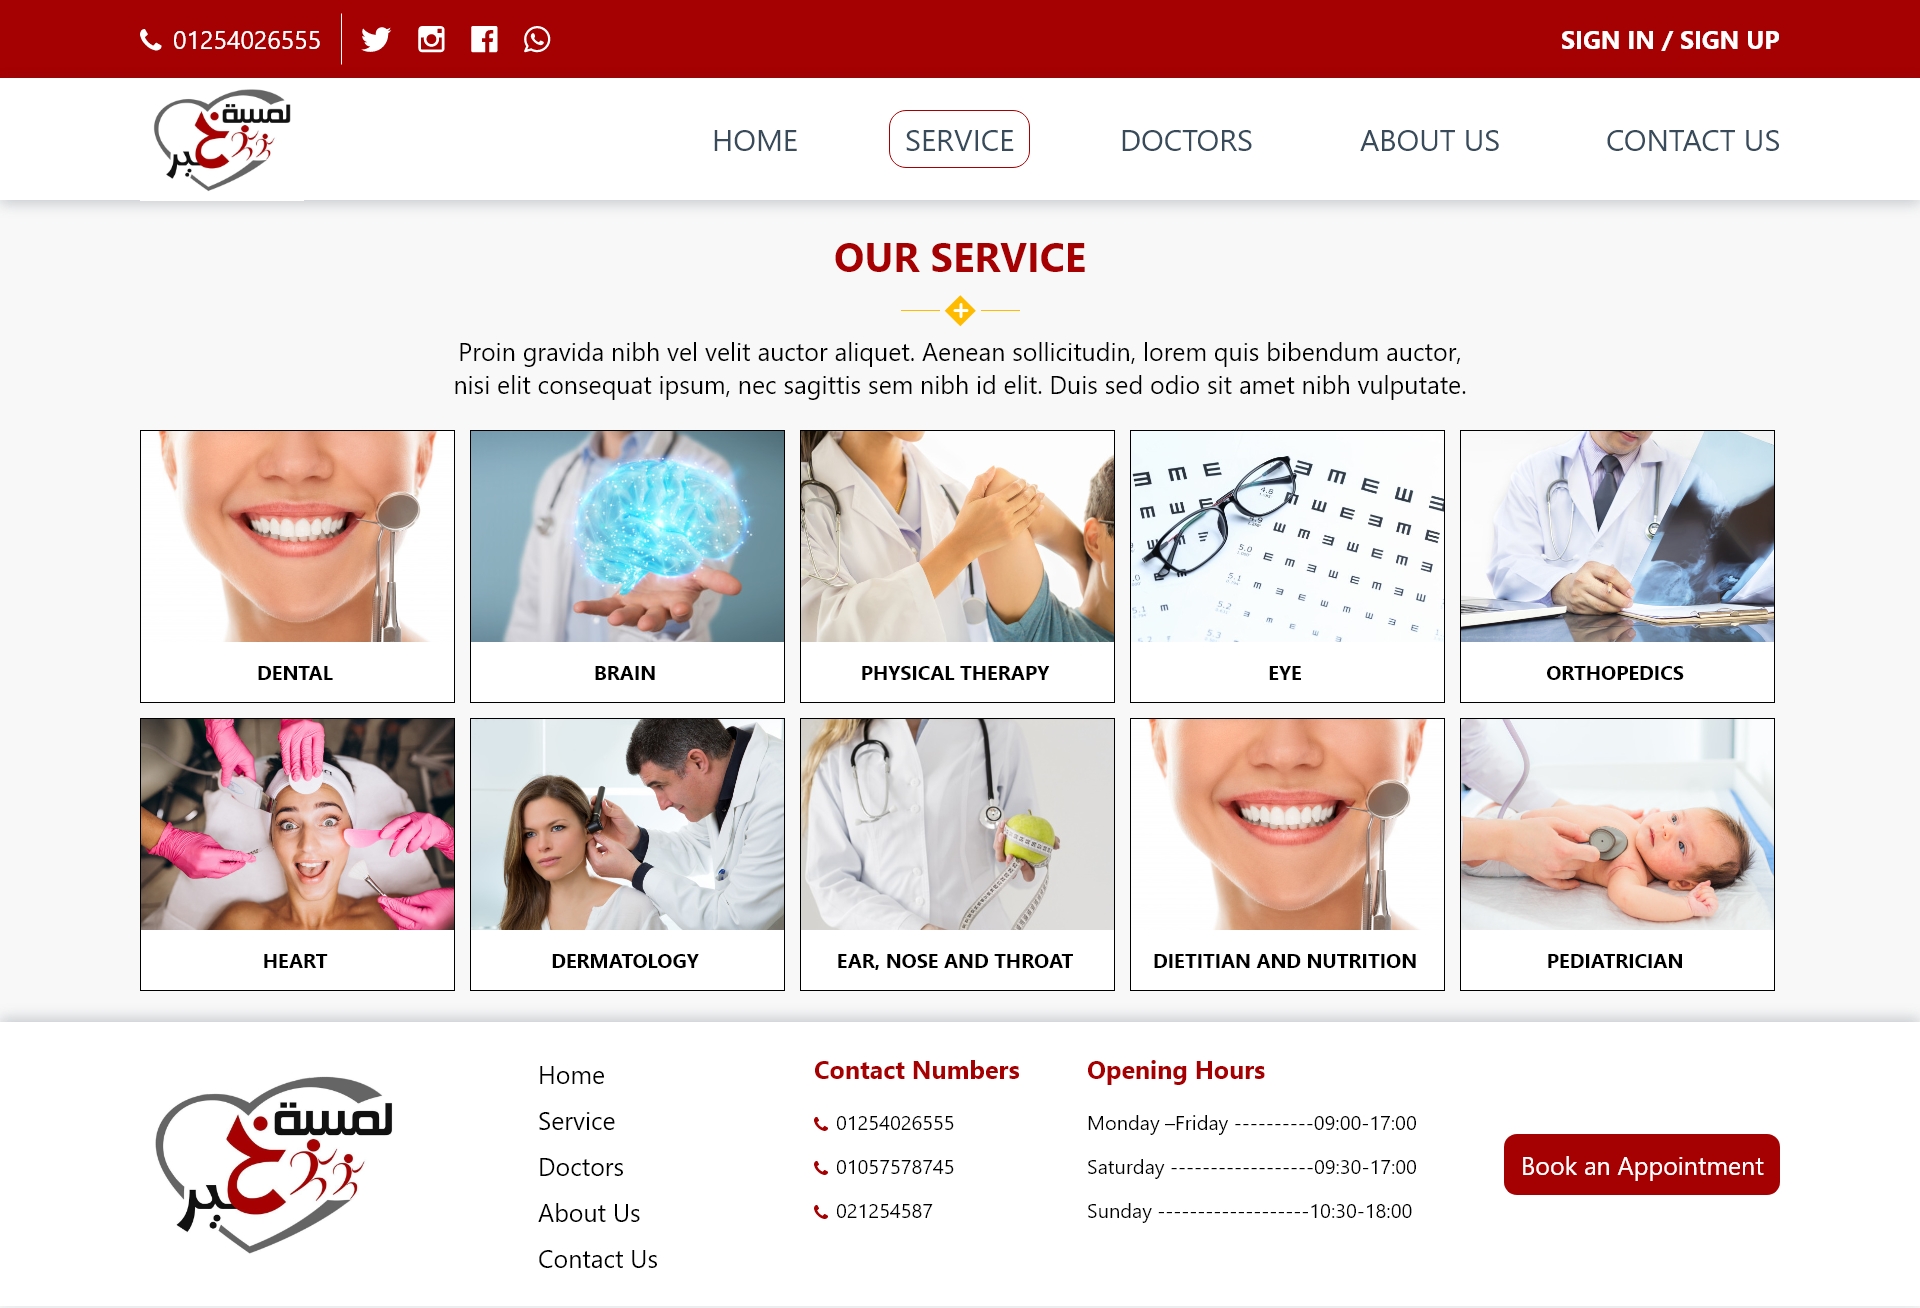 01254026555
SIGN IN / SIGN UP
لمسة خير
HOME
SERVICE
DOCTORS
ABOUT US
CONTACT US
OUR SERVICE
Proin gravida nibh vel velit auctor aliquet. Aenean sollicitudin, lorem quis bibendum auctor,
nisi elit consequat ipsum, nec sagittis sem nibh id elit. Duis sed odio sit amet nibh vulputate.
DENTAL
BRAIN
PHYSICAL THERAPY
EYE
ORTHOPEDICS
HEART
DERMATOLOGY
EAR, NOSE AND THROAT
DIETITIAN AND NUTRITION
PEDIATRICIAN
لمسة خير
Home
Service
Doctors
About Us
Contact Us
Contact Numbers
01254026555
01057578745
021254587
Opening Hours
Monday –Friday ----------09:00-17:00
Saturday ------------------09:30-17:00
Sunday -------------------10:30-18:00
Book an Appointment